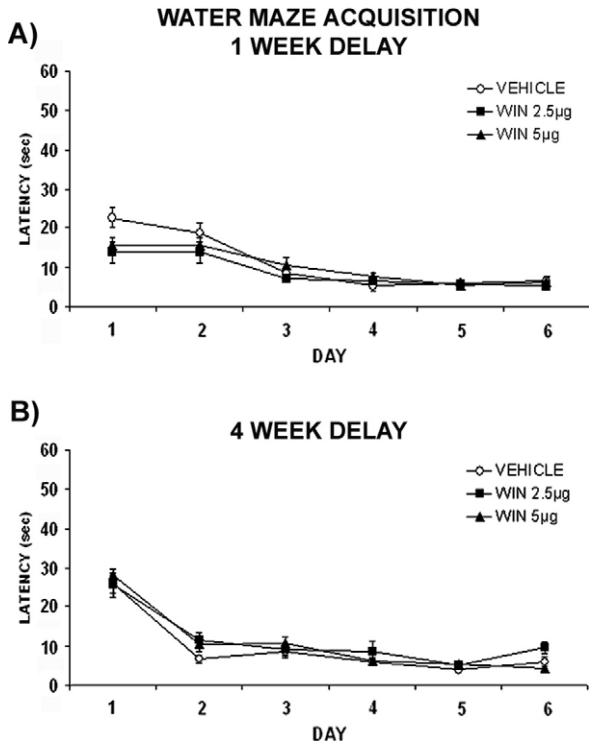 WATER MAZE ACQUISITION
A)
1 WEEK DELAY
60
50
40
30
20
10
0
LATENCY (sec)
VEHICLE
WIN 2.5µg
WIN 5µg
1 2 3 4 5 6
DAY
B)
4 WEEK DELAY
60
50
40
30
20
10
0
LATENCY (sec)
VEHICLE
WIN 2.5µg
WIN 5µg
1 2 3 4 5 6
DAY